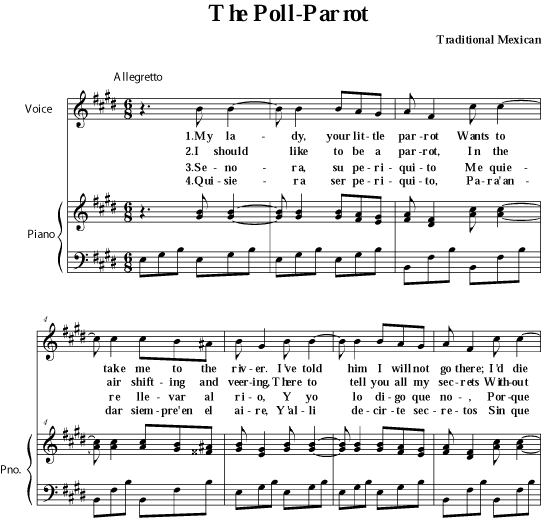 The Poll-Parrot
Traditional Mexican
Allegretto
Voice
1.My la - dy, your lit-tle par-rot Wants to
2.I should like to be a par-rot, In the
3.Se-no - ra, su pe-ri-qui-to Me quie-
4.Qui-sie - ra ser pe-ri-qui-to, Pa-ra'an-
Piano
4
take me to the riv-er. I've told him I will not go there; I'd die
air shift-ing and veer-ing, There to tell you all my sec-rets With-out
re lle-var al ri-o, Y yo lo di-go que no-, Por-que
dar siem-pre'en el ai-re, Y'al-li de-cir-te sec-re-tos Sin que
4
Pno.